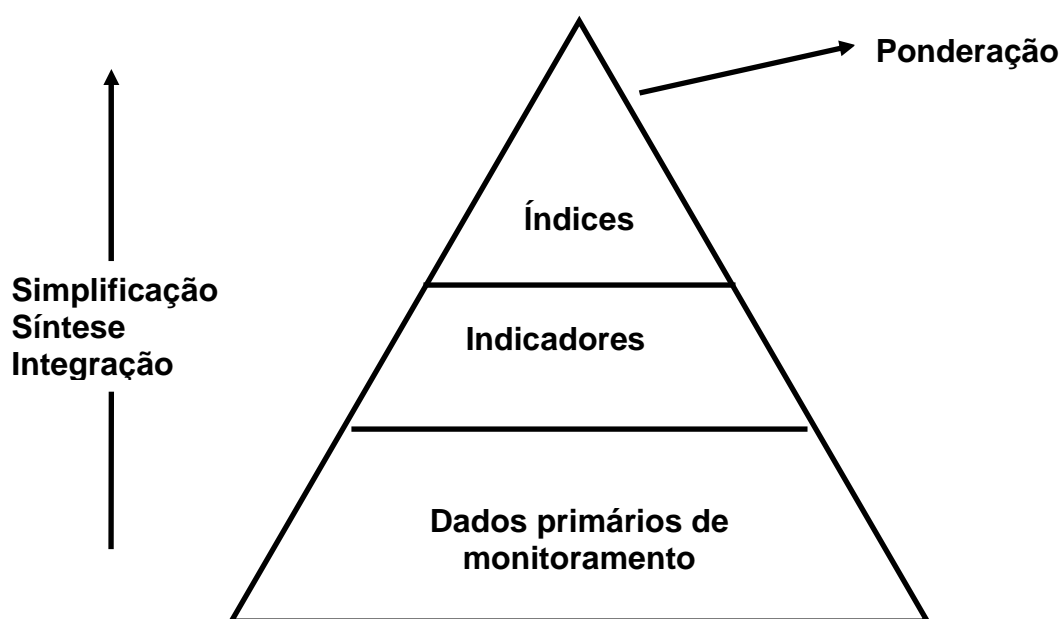 Ponderação
Índices
Simplificação
Síntese
Integração
Indicadores
Dados primários de
monitoramento